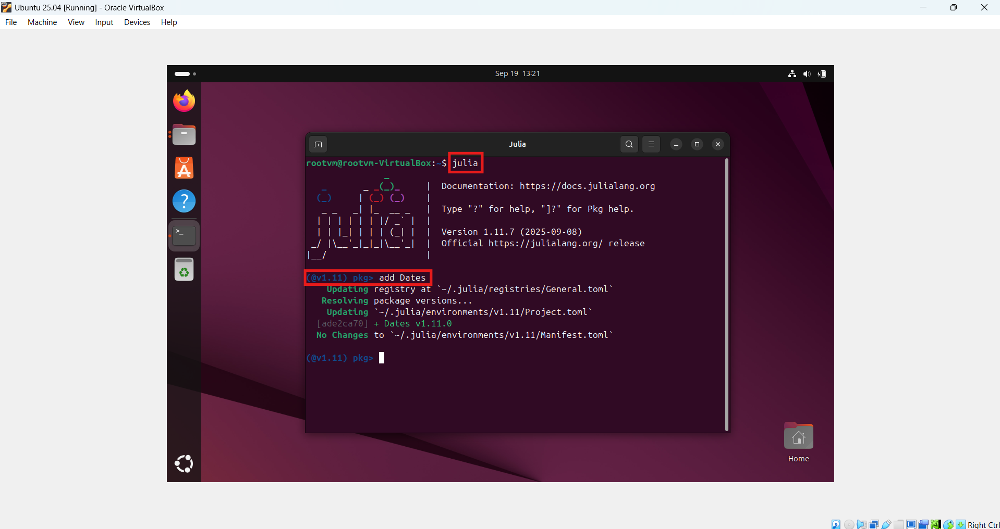 Ubuntu 25.04 [Running] - Oracle VirtualBox
File Machine View Input Devices Help
Sep 19 13:21
Julia
rootvm@rootvm-VirtualBox:~$ julia
Documentation: https://docs.julialang.org
Type "?" for help, "]?" for Pkg help.
Version 1.11.7 (2025-09-08)
Official https://julialang.org/ release
(@v1.11) pkg> add Dates
Updating registry at `~/.julia/registries/General.toml`
Resolving package versions...
Updating `~/.julia/environments/v1.11/Project.toml`
[ade2ca70] + Dates v1.11.0
No Changes to `~/.julia/environments/v1.11/Manifest.toml`
(@v1.11) pkg>
Home
Right Ctrl